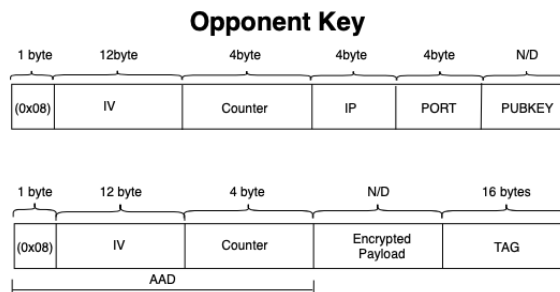 Opponent Key
1 byte 12byte 4byte 4byte 4byte N/D
(0x08) IV Counter IP PORT PUBKEY
1 byte 12 byte 4 byte N/D 16 bytes
(0x08) IV Counter Encrypted Payload TAG
AAD